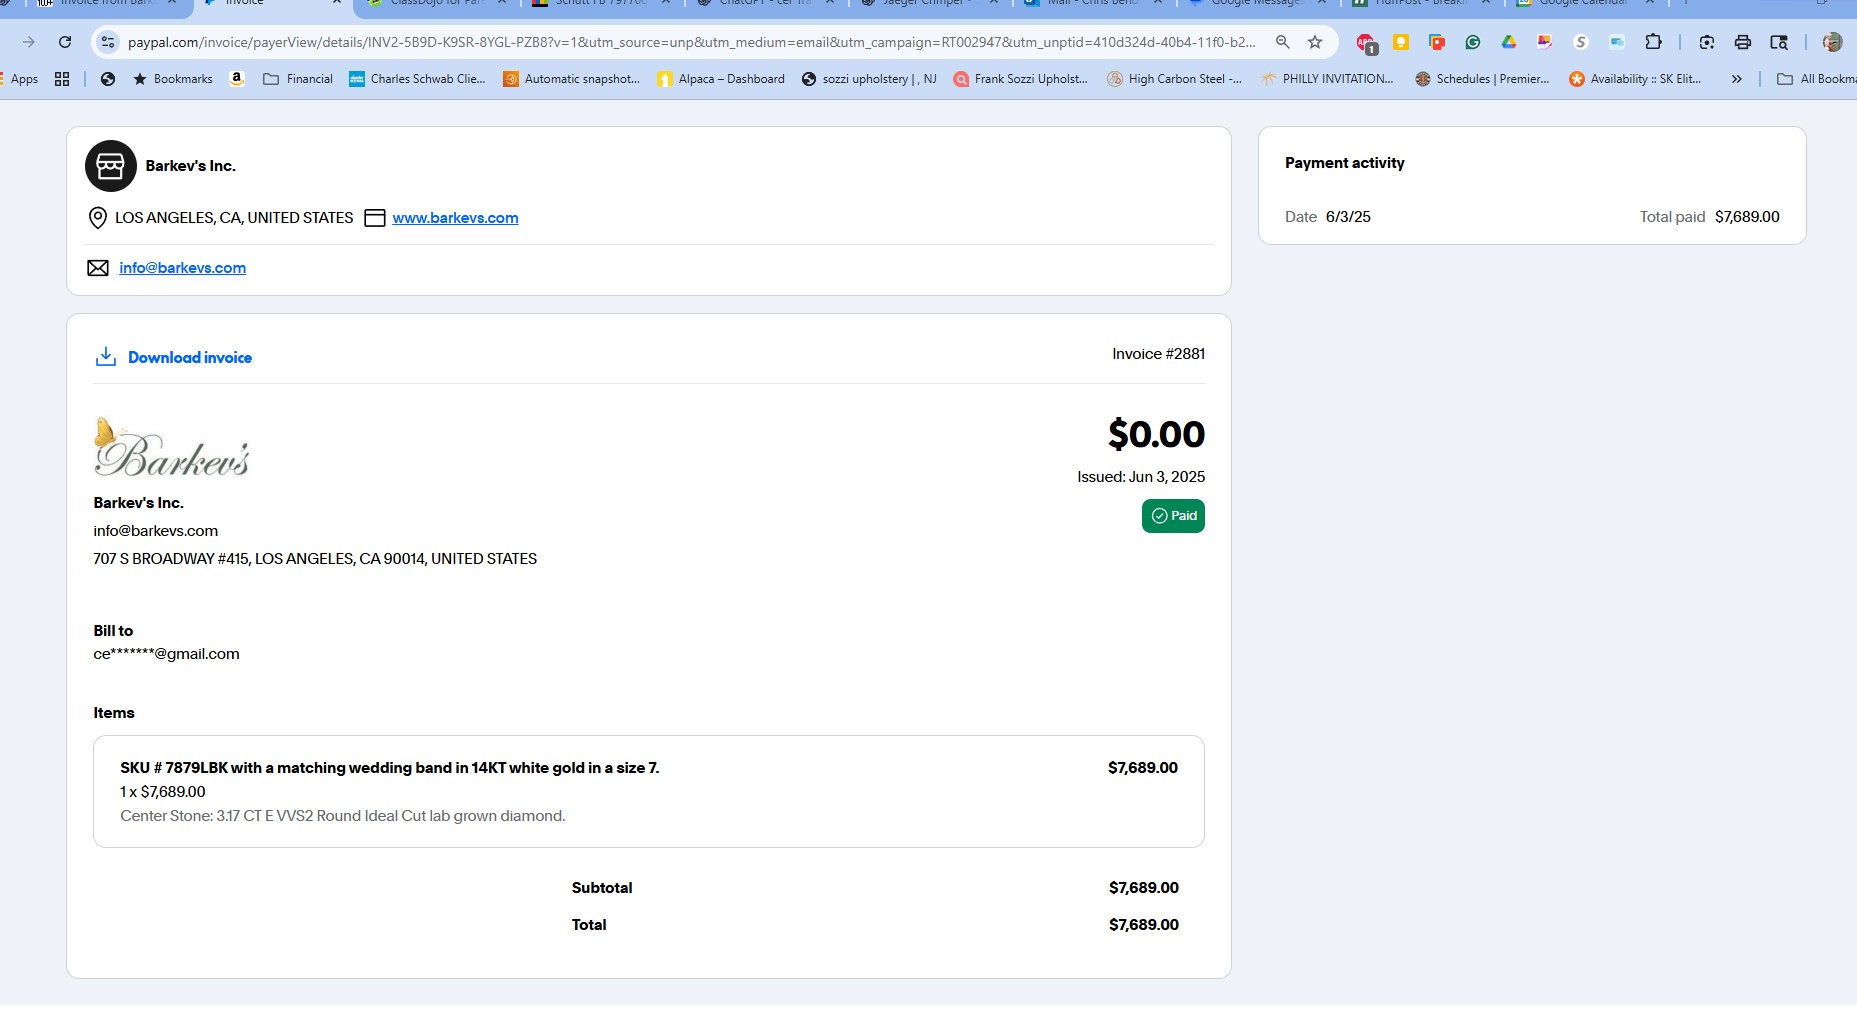 Invoice from Bark
Invoice
ClassDojo for Par
Schutt FB 79770
ChatGPT - cer Tra
Jaeger Crimper -
Mail - Chris Bend
Google Messages
HuffPost - Breaki
Google Calendar
paypal.com/invoice/payerView/details/INV2-5B9D-K9SR-8YGL-PZB8?v=1&utm_source=unp&utm_medium=email&utm_campaign=RT002947&utm_unptid=410d324d-40b4-11f0-b2...
Apps
Bookmarks
Financial
Charles Schwab Clie...
Automatic snapshot...
Alpaca – Dashboard
sozzi upholstery | , NJ
Frank Sozzi Upholst...
High Carbon Steel -...
PHILLY INVITATION...
Schedules | Premier...
Availability :: SK Elit...
All Bookma
Barkev's Inc.
LOS ANGELES, CA, UNITED STATES www.barkevs.com
info@barkevs.com
Payment activity
Date 6/3/25 Total paid $7,689.00
Download invoice
Invoice #2881
Barkev's
$0.00
Issued: Jun 3, 2025
Paid
Barkev's Inc.
info@barkevs.com
707 S BROADWAY #415, LOS ANGELES, CA 90014, UNITED STATES
Bill to
ce*******@gmail.com
Items
SKU # 7879LBK with a matching wedding band in 14KT white gold in a size 7. $7,689.00
1 x $7,689.00
Center Stone: 3.17 CT E VVS2 Round Ideal Cut lab grown diamond.
Subtotal $7,689.00
Total $7,689.00